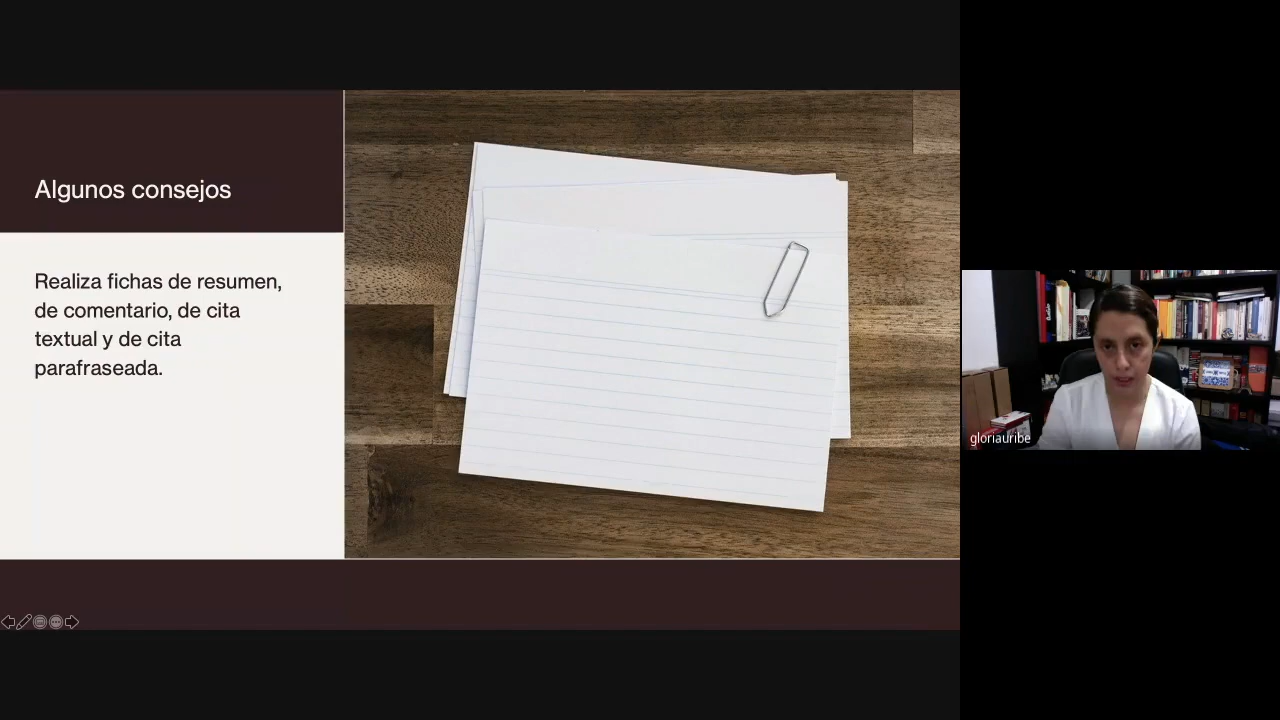 Algunos consejos
Realiza fichas de resumen,
de comentario, de cita
textual y de cita
parafraseada.
gloriauribe